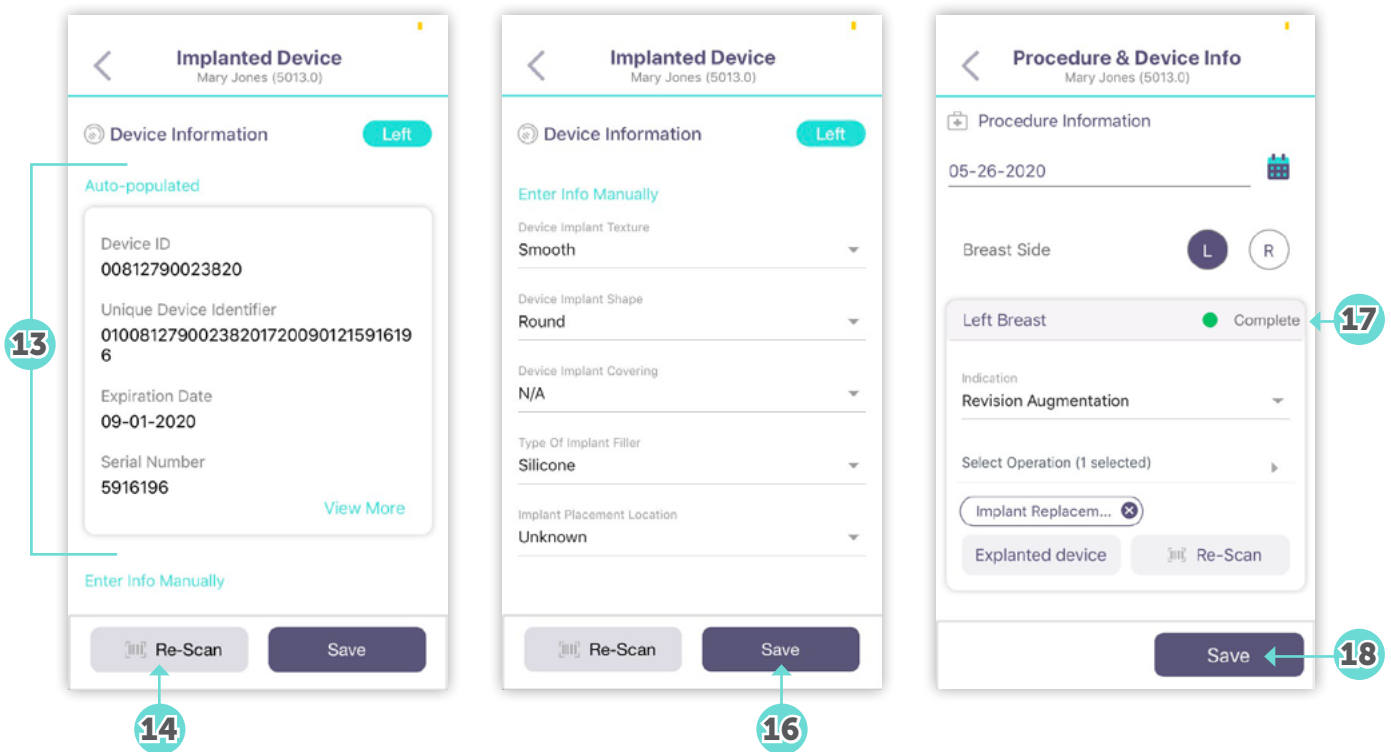 Implanted Device
Mary Jones (5013.0)
Device Information
Left
Auto-populated
Device ID
00812790023820
Unique Device Identifier
01008127900238201720090121591619
6
Expiration Date
09-01-2020
Serial Number
5916196
View More
Enter Info Manually
Re-Scan
Save
13
14
Implanted Device
Mary Jones (5013.0)
Device Information
Left
Enter Info Manually
Device Implant Texture
Smooth
Device Implant Shape
Round
Device Implant Covering
N/A
Type Of Implant Filler
Silicone
Implant Placement Location
Unknown
Re-Scan
Save
16
Procedure & Device Info
Mary Jones (5013.0)
Procedure Information
05-26-2020
Breast Side
L
R
Left Breast
Complete
17
Indication
Revision Augmentation
Select Operation (1 selected)
Implant Replacem...
Explanted device
Re-Scan
Save
18